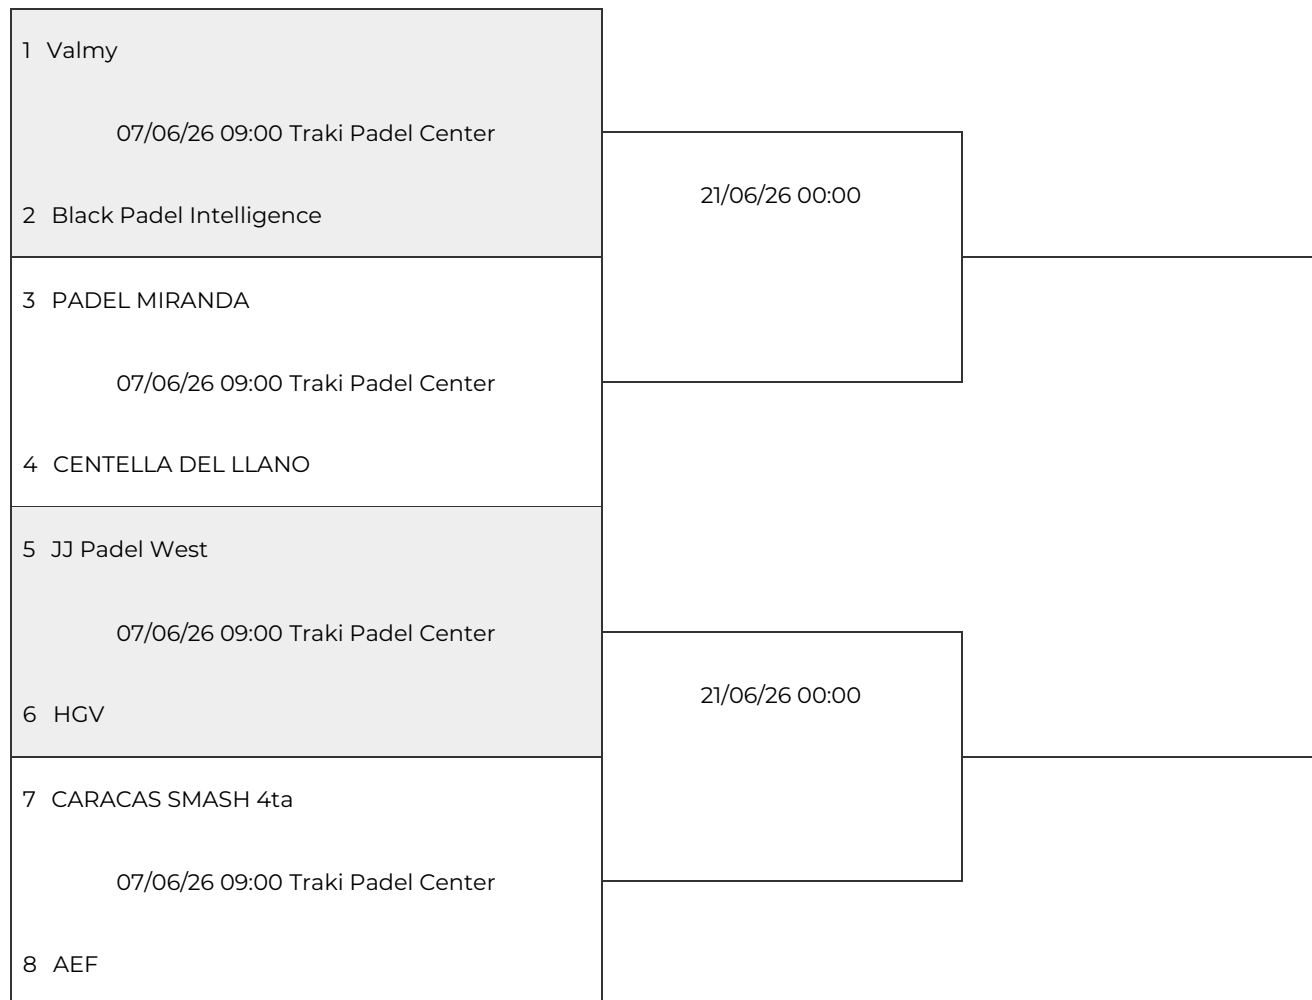 1 Valmy
07/06/26 09:00 Traki Padel Center
2 Black Padel Intelligence
21/06/26 00:00
3 PADEL MIRANDA
07/06/26 09:00 Traki Padel Center
4 CENTELLA DEL LLANO
5 JJ Padel West
07/06/26 09:00 Traki Padel Center
6 HGV
21/06/26 00:00
7 CARACAS SMASH 4ta
07/06/26 09:00 Traki Padel Center
8 AEF